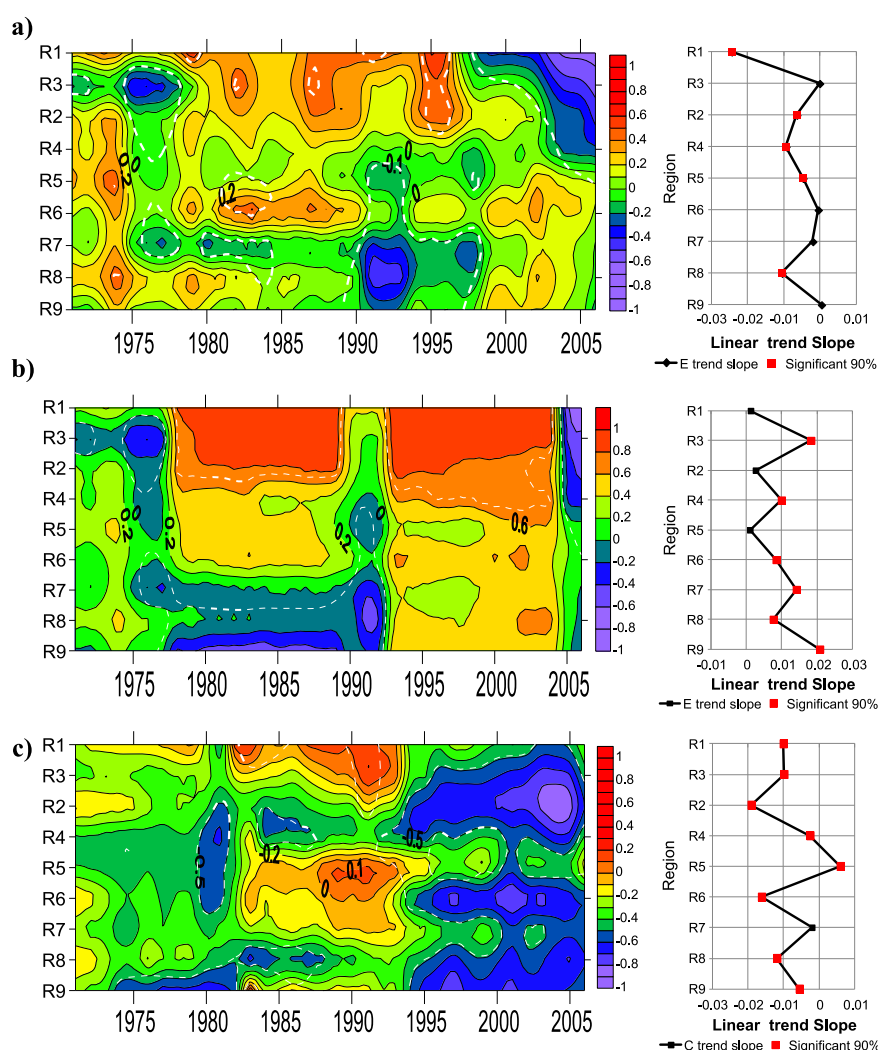 a)
R1
R3
R2
R4
R5
R6
R7
R8
R9
0.2
0
0.2
-0.1
0
0
1975
1980
1985
1990
1995
2000
2005
1
0.8
0.6
0.4
0.2
0
-0.2
-0.4
-0.6
-0.8
-1
R1
R3
R2
R4
R5
R6
R7
R8
R9
Region
-0.03 -0.02 -0.01 0 0.01
Linear trend Slope
E trend slope Significant 90%
b)
R1
R3
R2
R4
R5
R6
R7
R8
R9
0.2
0
0.2
0.2
0
0.6
1975
1980
1985
1990
1995
2000
2005
1
0.8
0.6
0.4
0.2
0
-0.2
-0.4
-0.6
-0.8
-1
R1
R3
R2
R4
R5
R6
R7
R8
R9
Region
-0.01 0 0.01 0.02 0.03
Linear trend Slope
E trend slope Significant 90%
c)
R1
R3
R2
R4
R5
R6
R7
R8
R9
-0.2
0
0.1
-0.5
1975
1980
1985
1990
1995
2000
2005
1
0.8
0.6
0.4
0.2
0
-0.2
-0.4
-0.6
-0.8
-1
R1
R3
R2
R4
R5
R6
R7
R8
R9
Region
-0.03 -0.02 -0.01 0 0.01
Linear trend Slope
C trend slope Significant 90%